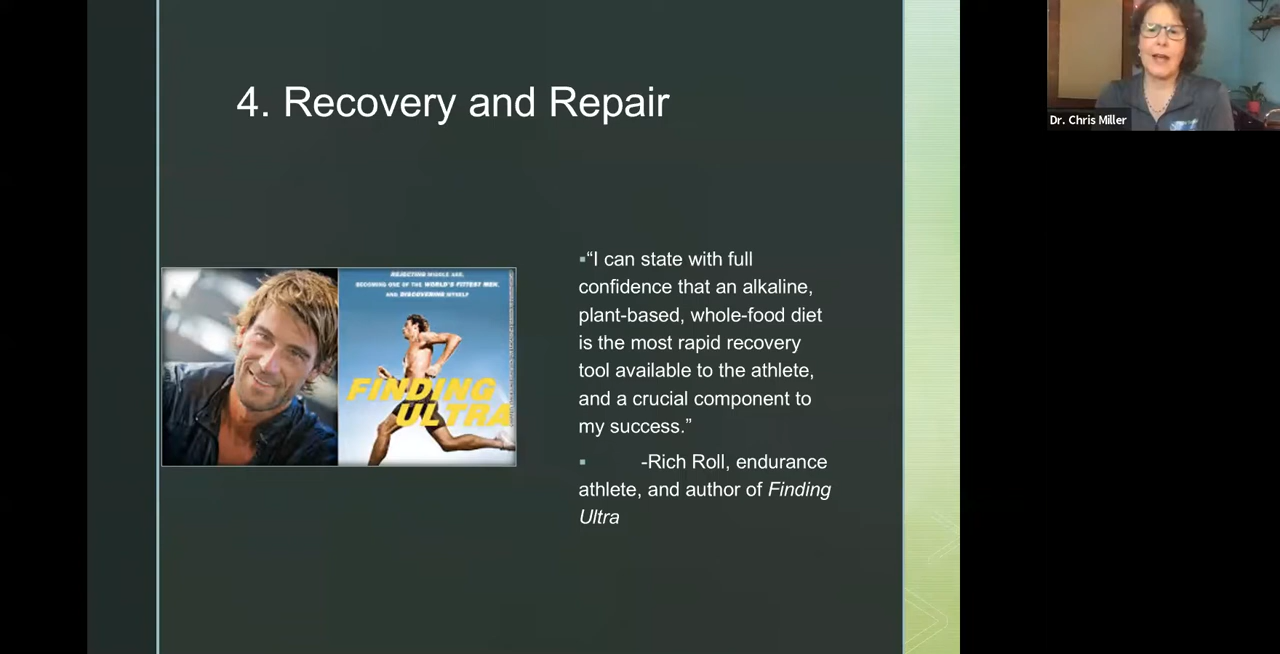 4. Recovery and Repair
Dr. Chris Miller
REJECTING MIDDLE AGE,
BECOMING ONE OF THE WORLD'S FITTEST MEN,
AND DISCOVERING MYSELF
FINDING
ULTRA
▪“I can state with full
confidence that an alkaline,
plant-based, whole-food diet
is the most rapid recovery
tool available to the athlete,
and a crucial component to
my success.”
▪ -Rich Roll, endurance
athlete, and author of Finding
Ultra